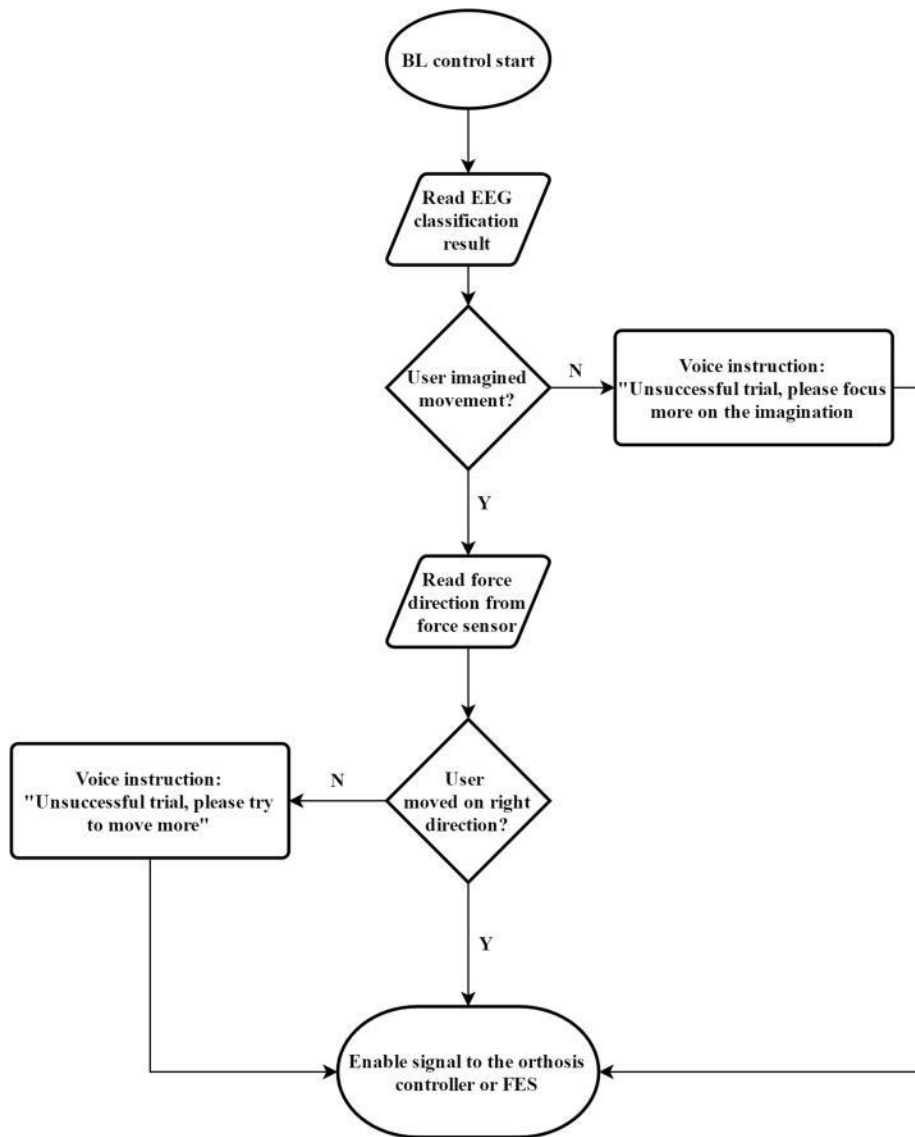 BL control start
Read EEG
classification
result
User imagined
movement?
N
Voice instruction:
"Unsuccessful trial, please focus
more on the imagination
Y
Read force
direction from
force sensor
User
moved on right
direction?
N
Voice instruction:
"Unsuccessful trial, please try
to move more"
Y
Enable signal to the orthosis
controller or FES